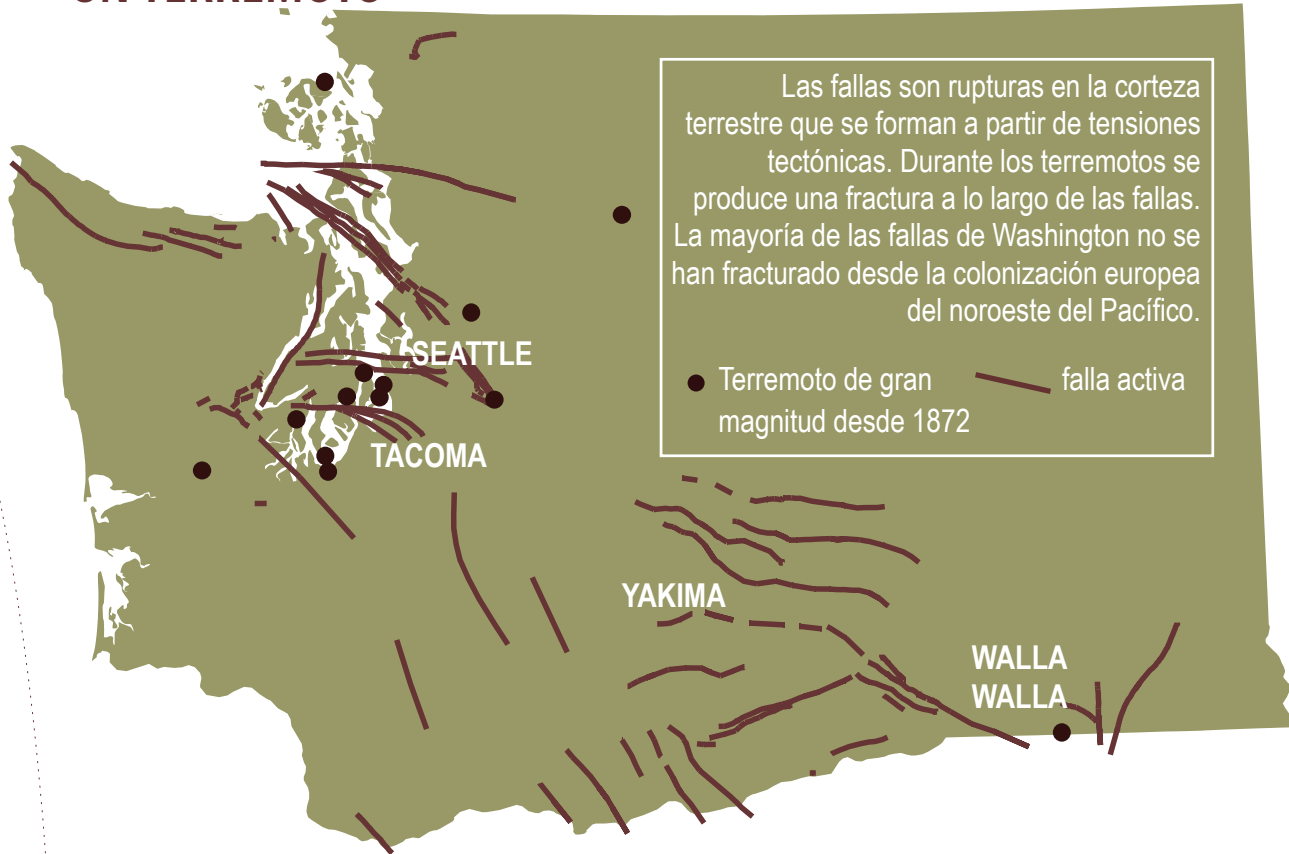 UN TERREMOTO
Las fallas son rupturas en la corteza
terrestre que se forman a partir de tensiones
tectónicas. Durante los terremotos se
produce una fractura a lo largo de las fallas.
La mayoría de las fallas de Washington no se
han fracturado desde la colonización europea
del noroeste del Pacífico.
Terremoto de gran
magnitud desde 1872
falla activa
SEATTLE
TACOMA
YAKIMA
WALLA
WALLA